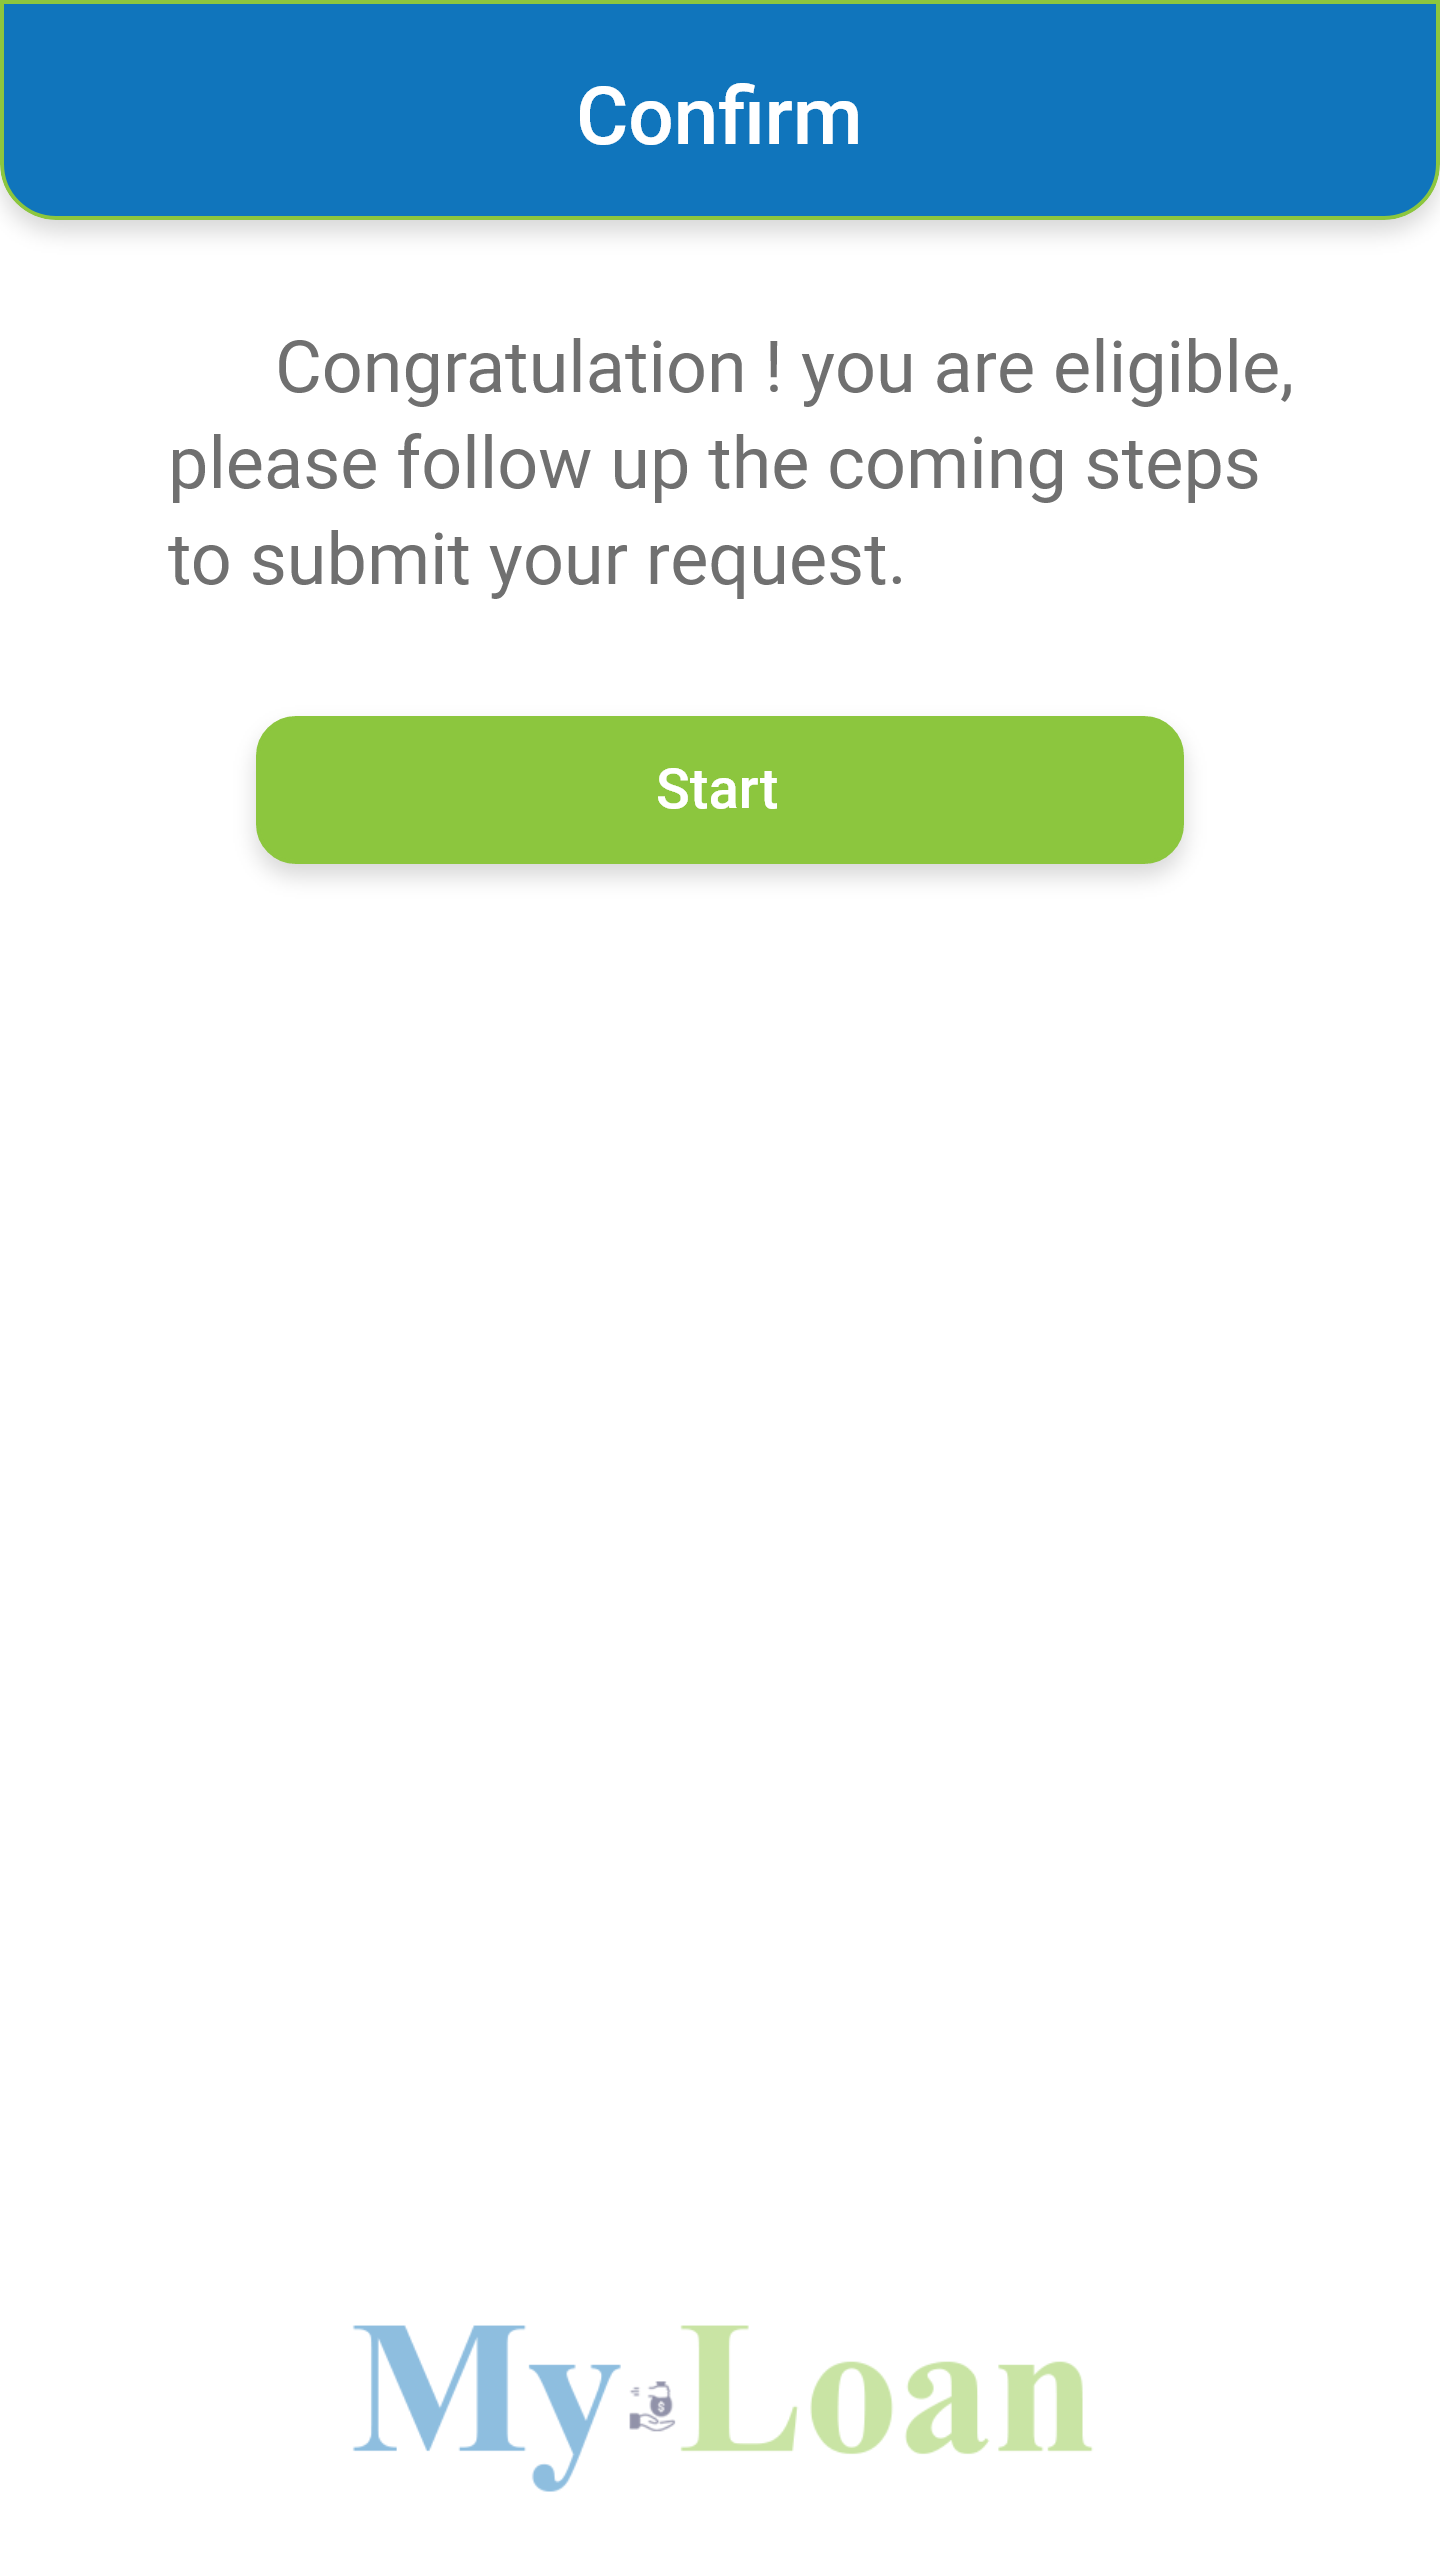 Confirm
Congratulation ! you are eligible,
please follow up the coming steps
to submit your request.
Start
My Loan